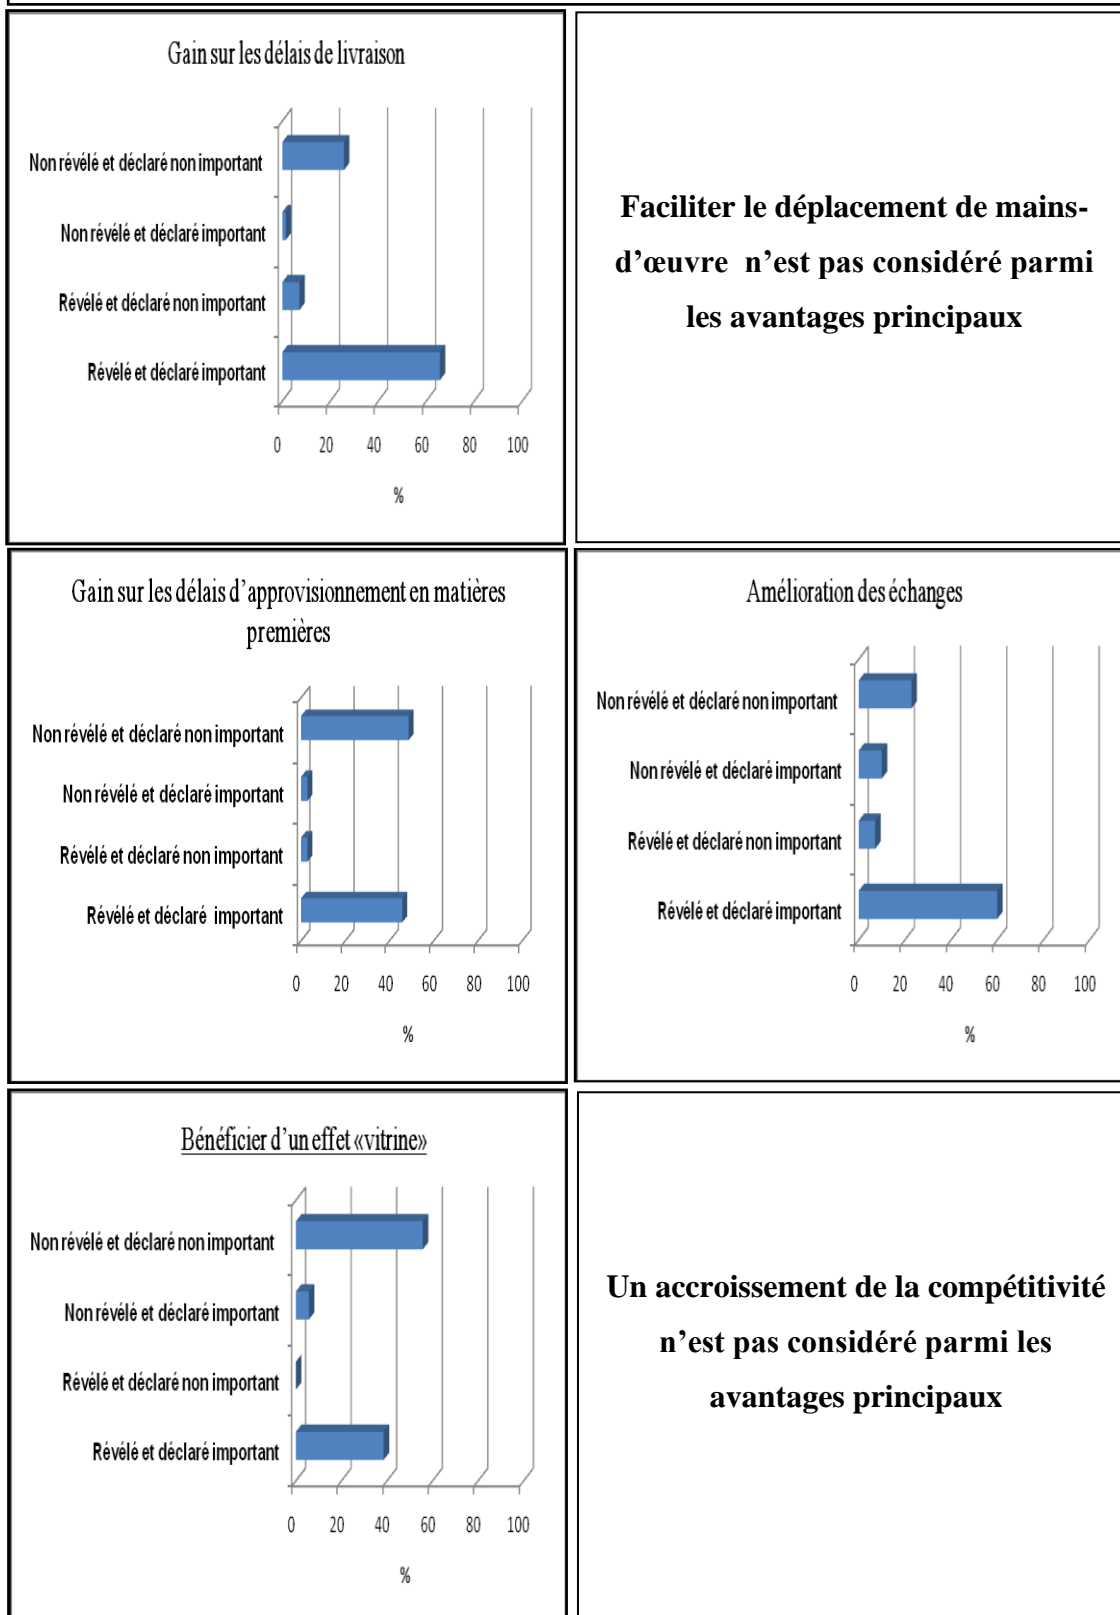 Gain sur les délais de livraison
Non révélé et déclaré non important
Non révélé et déclaré important
Révélé et déclaré non important
Révélé et déclaré important
0 20 40 60 80 100
%
Faciliter le déplacement de mains-
d’œuvre n’est pas considéré parmi
les avantages principaux
Gain sur les délais d’approvisionnement en matières
premières
Non révélé et déclaré non important
Non révélé et déclaré important
Révélé et déclaré non important
Révélé et déclaré important
0 20 40 60 80 100
%
Amélioration des échanges
Non révélé et déclaré non important
Non révélé et déclaré important
Révélé et déclaré non important
Révélé et déclaré important
0 20 40 60 80 100
%
Bénéficier d’un effet «vitrine»
Non révélé et déclaré non important
Non révélé et déclaré important
Révélé et déclaré non important
Révélé et déclaré important
0 20 40 60 80 100
%
Un accroissement de la compétitivité
n’est pas considéré parmi les
avantages principaux